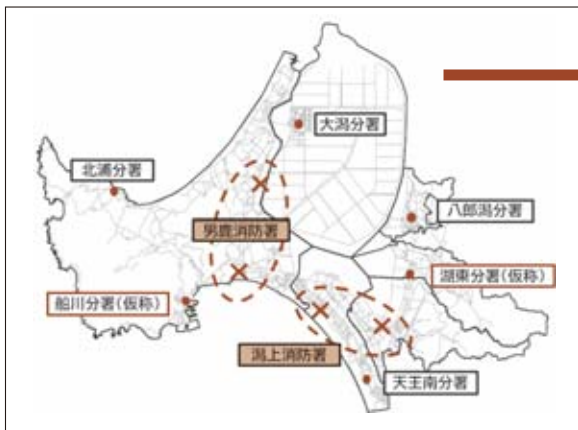 大潟分署
北浦分署
八郎潟分署
男鹿消防署
湖東分署(仮称)
船川分署(仮称)
潟上消防署
天王南分署